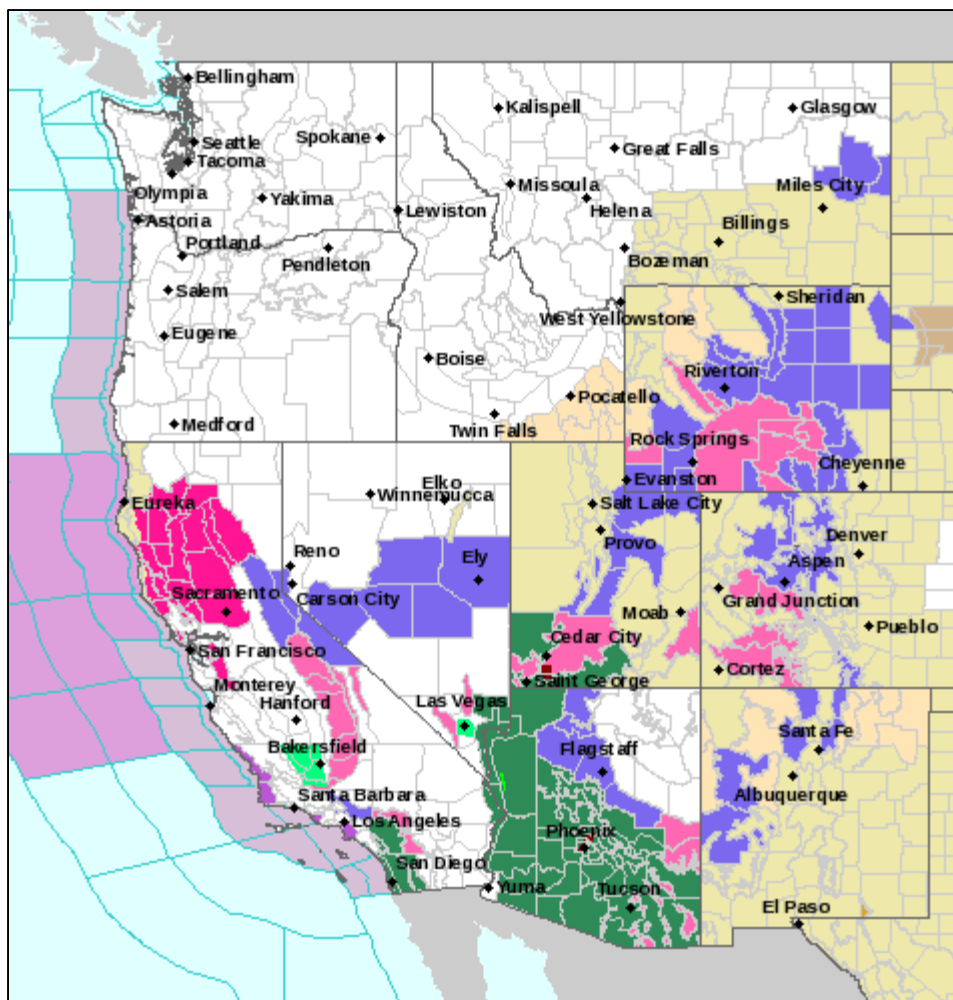 Bellingham
Kalispell
Glasgow
Spokane
Seattle
Great Falls
Tacoma
Miles City
Missoula
Olympia
Yakima
Lewiston
Helena
Astoria
Billings
Portland
Pendleton
Bozeman
Salem
Sheridan
West Yellowstone
Eugene
Boise
Riverton
Pocatello
Medford
Twin Falls
Rock Springs
Cheyenne
Elko
Evanston
Winnemucca
Eureka
Salt Lake City
Denver
Provo
Reno
Ely
Aspen
Sacramento
Carson City
Grand Junction
Moab
Pueblo
Cedar City
San Francisco
Cortez
Saint George
Monterey
Las Vegas
Hanford
Santa Fe
Bakersfield
Flagstaff
Albuquerque
Santa Barbara
Los Angeles
Phoenix
San Diego
Yuma
Tucson
El Paso